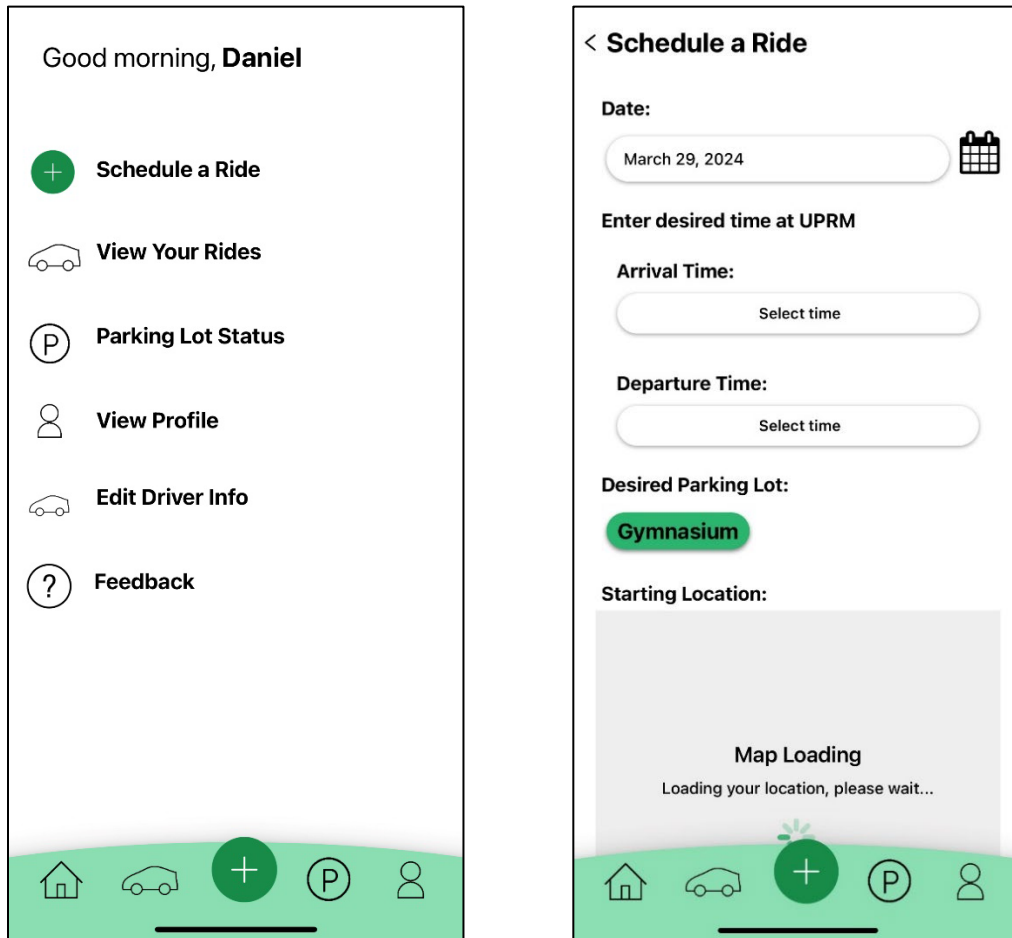 Good morning, Daniel
Schedule a Ride
View Your Rides
P
Parking Lot Status
View Profile
Edit Driver Info
?
Feedback
P
< Schedule a Ride
Date:
March 29, 2024
Enter desired time at UPRM
Arrival Time:
Select time
Departure Time:
Select time
Desired Parking Lot:
Gymnasium
Starting Location:
Map Loading
Loading your location, please wait...
P